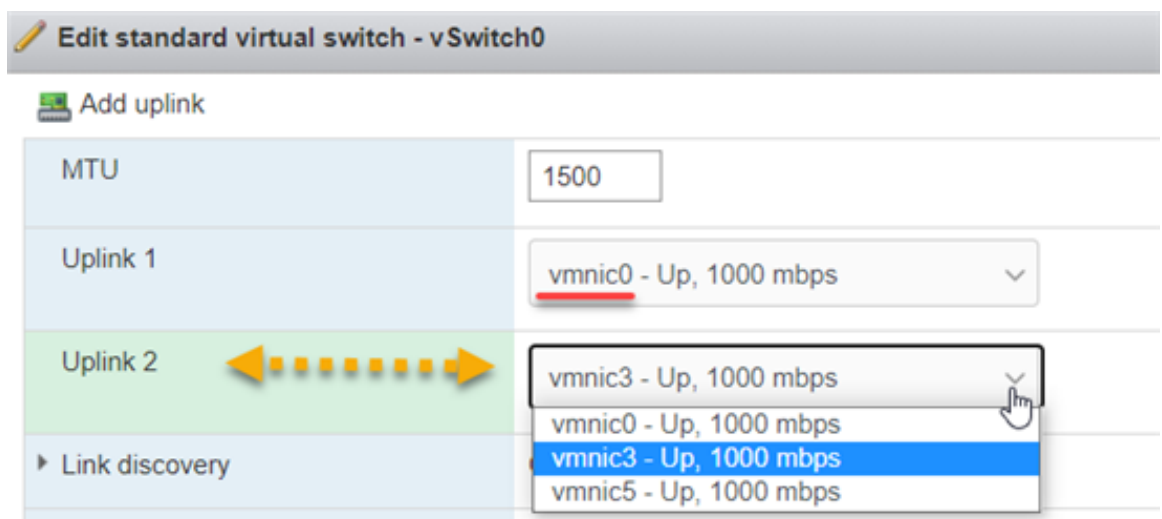 Edit standard virtual switch - vSwitch0
Add uplink
MTU
1500
Uplink 1
vmnic0 - Up, 1000 mbps
Uplink 2
vmnic3 - Up, 1000 mbps
vmnic0 - Up, 1000 mbps
vmnic3 - Up, 1000 mbps
vmnic5 - Up, 1000 mbps
Link discovery